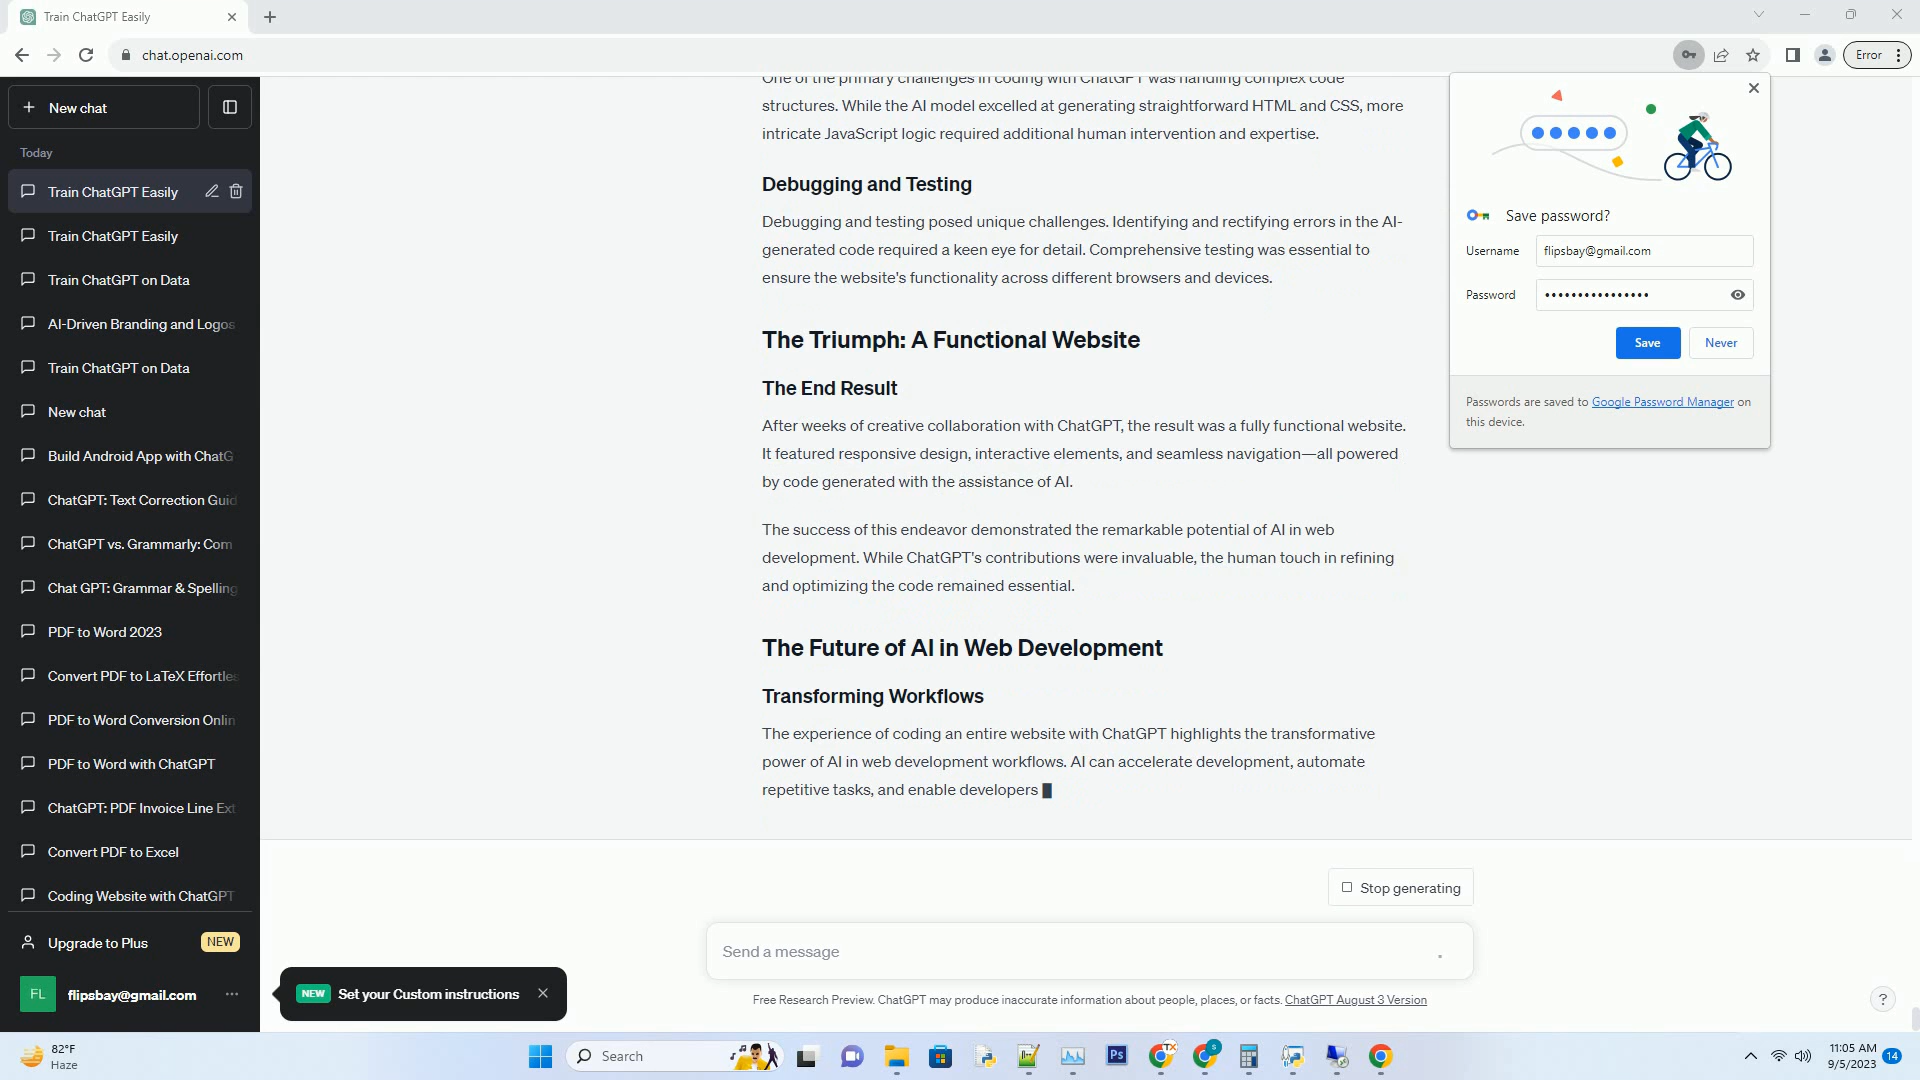 Train ChatGPT Easily
chat.openai.com
Error
New chat
Today
Train ChatGPT Easily
Train ChatGPT Easily
Train ChatGPT on Data
AI-Driven Branding and Logos
Train ChatGPT on Data
New chat
Build Android App with ChatG
ChatGPT: Text Correction Guid
ChatGPT vs. Grammarly: Com
Chat GPT: Grammar & Spelling
PDF to Word 2023
Convert PDF to LaTeX Effortles
PDF to Word Conversion Onlin
PDF to Word with ChatGPT
ChatGPT: PDF Invoice Line Ext
Convert PDF to Excel
Coding Website with ChatGPT
Upgrade to Plus NEW
FL flipsbay@gmail.com
One of the primary challenges in coding with ChatGPT was handling complex code
structures. While the AI model excelled at generating straightforward HTML and CSS, more
intricate JavaScript logic required additional human intervention and expertise.
Debugging and Testing
Debugging and testing posed unique challenges. Identifying and rectifying errors in the AI-
generated code required a keen eye for detail. Comprehensive testing was essential to
ensure the website's functionality across different browsers and devices.
The Triumph: A Functional Website
The End Result
After weeks of creative collaboration with ChatGPT, the result was a fully functional website.
It featured responsive design, interactive elements, and seamless navigation—all powered
by code generated with the assistance of AI.
The success of this endeavor demonstrated the remarkable potential of AI in web
development. While ChatGPT's contributions were invaluable, the human touch in refining
and optimizing the code remained essential.
The Future of AI in Web Development
Transforming Workflows
The experience of coding an entire website with ChatGPT highlights the transformative
power of AI in web development workflows. AI can accelerate development, automate
repetitive tasks, and enable developers
Stop generating
Send a message
Free Research Preview. ChatGPT may produce inaccurate information about people, places, or facts. ChatGPT August 3 Version
NEW Set your Custom instructions
?
Save password?
Username flipsbay@gmail.com
Password ••••••••••••••••
Save Never
Passwords are saved to Google Password Manager on
this device.
82°F
Haze
Search
Ps
TX
S
11:05 AM
9/5/2023
14